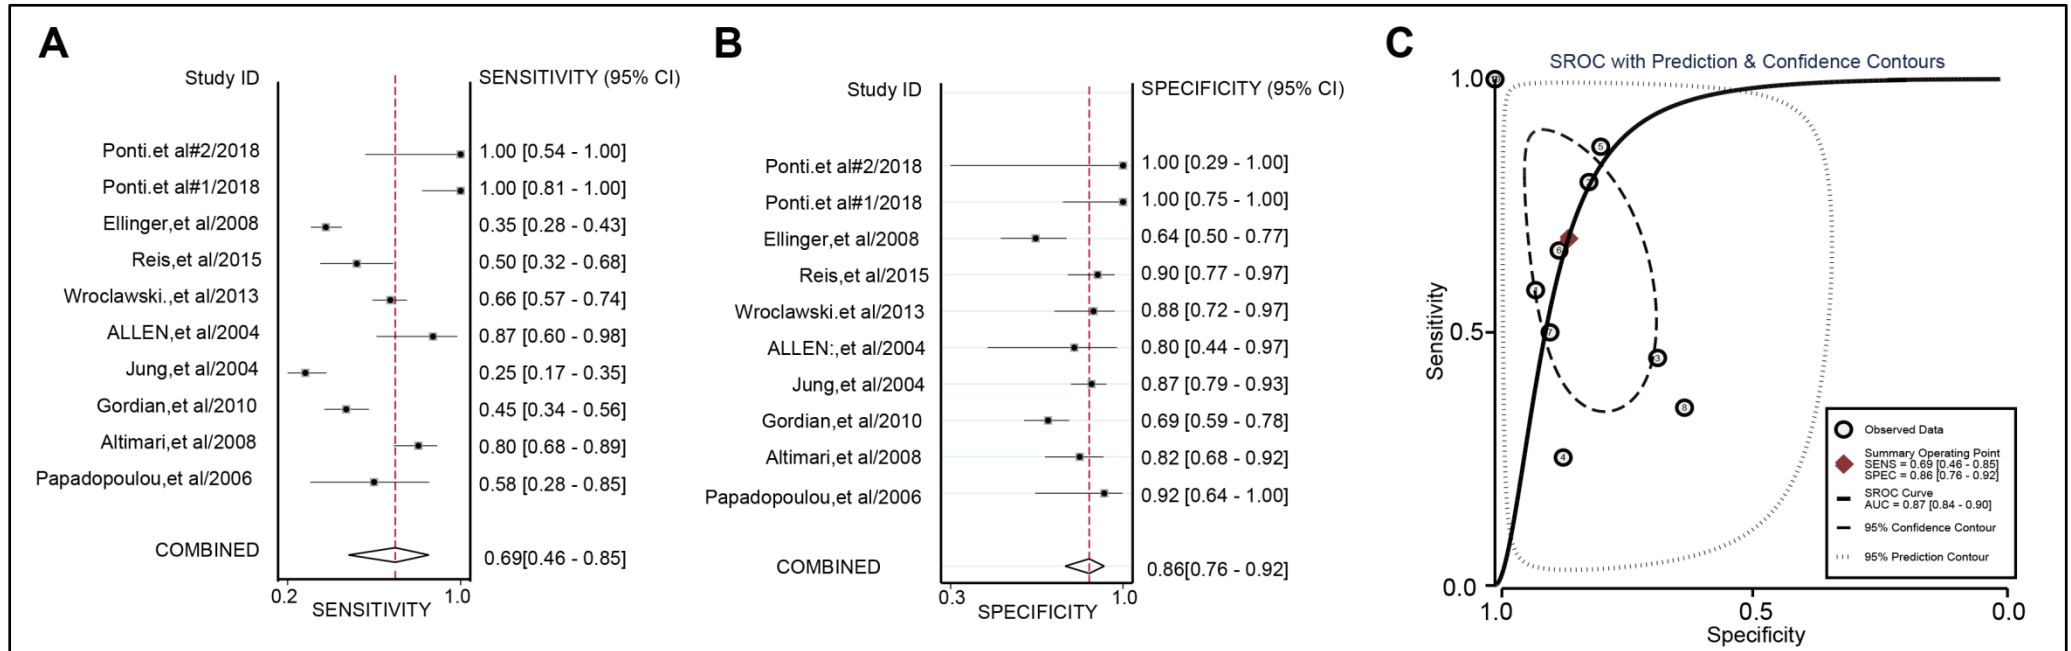 A
Study ID SENSITIVITY (95% CI)
Ponti.et al#2/2018 1.00 [0.54 - 1.00]
Ponti.et al#1/2018 1.00 [0.81 - 1.00]
Ellinger,et al/2008 0.35 [0.28 - 0.43]
Reis,et al/2015 0.50 [0.32 - 0.68]
Wroclawski.,et al/2013 0.66 [0.57 - 0.74]
ALLEN,et al/2004 0.87 [0.60 - 0.98]
Jung,et al/2004 0.25 [0.17 - 0.35]
Gordian,et al/2010 0.45 [0.34 - 0.56]
Altimari,et al/2008 0.80 [0.68 - 0.89]
Papadopoulou,et al/2006 0.58 [0.28 - 0.85]
COMBINED 0.69[0.46 - 0.85]
0.2 1.0
SENSITIVITY
B
Study ID SPECIFICITY (95% CI)
Ponti.et al#2/2018 1.00 [0.29 - 1.00]
Ponti.et al#1/2018 1.00 [0.75 - 1.00]
Ellinger,et al/2008 0.64 [0.50 - 0.77]
Reis,et al/2015 0.90 [0.77 - 0.97]
Wroclawski.et al/2013 0.88 [0.72 - 0.97]
ALLEN:,et al/2004 0.80 [0.44 - 0.97]
Jung,et al/2004 0.87 [0.79 - 0.93]
Gordian,et al/2010 0.69 [0.59 - 0.78]
Altimari,et al/2008 0.82 [0.68 - 0.92]
Papadopoulou,et al/2006 0.92 [0.64 - 1.00]
COMBINED 0.86[0.76 - 0.92]
0.3 1.0
SPECIFICITY
C
SROC with Prediction & Confidence Contours
1.0
5
6
7
0.5
3
8
4
0.0
Sensitivity
Observed Data
Summary Operating Point
SENS = 0.69 [0.46 - 0.85]
SPEC = 0.86 [0.76 - 0.92]
SROC Curve
AUC = 0.87 [0.84 - 0.90]
95% Confidence Contour
95% Prediction Contour
1.0 0.5 0.0
Specificity